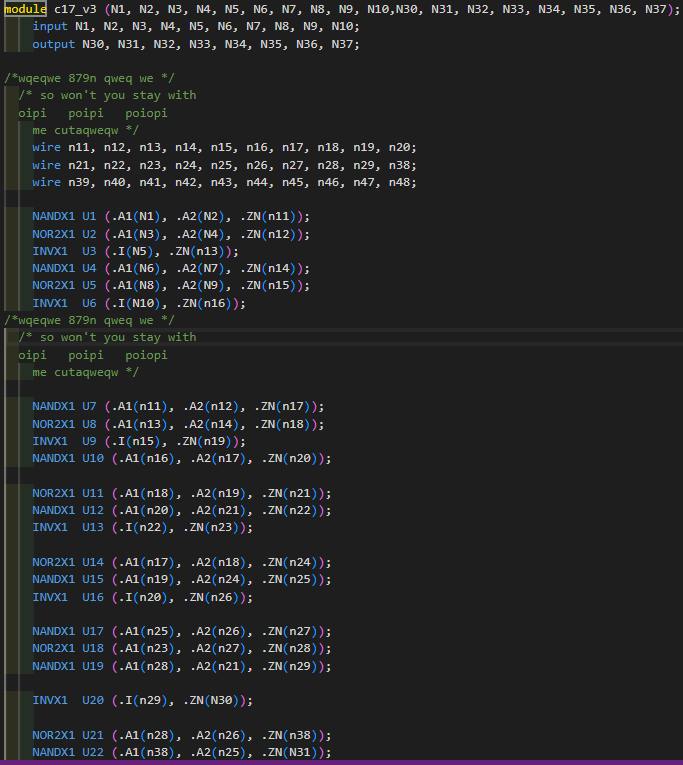 module c17_v3 (N1, N2, N3, N4, N5, N6, N7, N8, N9, N10,N30, N31, N32, N33, N34, N35, N36, N37);
input N1, N2, N3, N4, N5, N6, N7, N8, N9, N10;
output N30, N31, N32, N33, N34, N35, N36, N37;
/*wqeqwe 879n qweq we */
/* so won't you stay with
oipi poipi poiopi
me cutaqweqw */
wire n11, n12, n13, n14, n15, n16, n17, n18, n19, n20;
wire n21, n22, n23, n24, n25, n26, n27, n28, n29, n38;
wire n39, n40, n41, n42, n43, n44, n45, n46, n47, n48;
NANDX1 U1 (.A1(N1), .A2(N2), .ZN(n11));
NOR2X1 U2 (.A1(N3), .A2(N4), .ZN(n12));
INVX1 U3 (.I(N5), .ZN(n13));
NANDX1 U4 (.A1(N6), .A2(N7), .ZN(n14));
NOR2X1 U5 (.A1(N8), .A2(N9), .ZN(n15));
INVX1 U6 (.I(N10), .ZN(n16));
/*wqeqwe 879n qweq we */
/* so won't you stay with
oipi poipi poiopi
me cutaqweqw */
NANDX1 U7 (.A1(n11), .A2(n12), .ZN(n17));
NOR2X1 U8 (.A1(n13), .A2(n14), .ZN(n18));
INVX1 U9 (.I(n15), .ZN(n19));
NANDX1 U10 (.A1(n16), .A2(n17), .ZN(n20));
NOR2X1 U11 (.A1(n18), .A2(n19), .ZN(n21));
NANDX1 U12 (.A1(n20), .A2(n21), .ZN(n22));
INVX1 U13 (.I(n22), .ZN(n23));
NOR2X1 U14 (.A1(n17), .A2(n18), .ZN(n24));
NANDX1 U15 (.A1(n19), .A2(n24), .ZN(n25));
INVX1 U16 (.I(n20), .ZN(n26));
NANDX1 U17 (.A1(n25), .A2(n26), .ZN(n27));
NOR2X1 U18 (.A1(n23), .A2(n27), .ZN(n28));
NANDX1 U19 (.A1(n28), .A2(n21), .ZN(n29));
INVX1 U20 (.I(n29), .ZN(N30));
NOR2X1 U21 (.A1(n28), .A2(n26), .ZN(n38));
NANDX1 U22 (.A1(n38), .A2(n25), .ZN(N31));